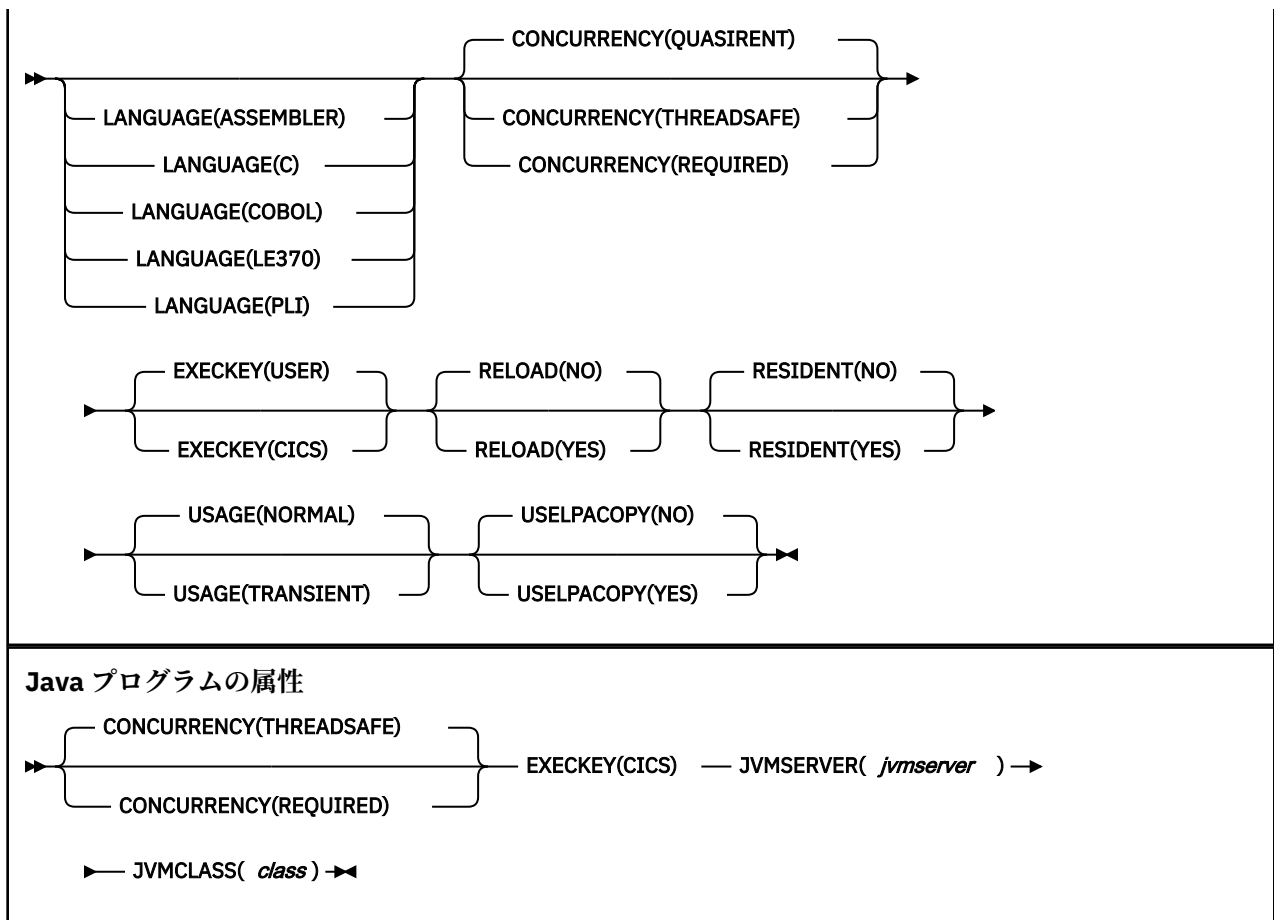 CONCURRENCY(QUASIRENT)
LANGUAGE(ASSEMBLER) CONCURRENCY(THREADSAFE)
LANGUAGE(C) CONCURRENCY(REQUIRED)
LANGUAGE(COBOL)
LANGUAGE(LE370)
LANGUAGE(PLI)
EXECKEY(USER) RELOAD(NO) RESIDENT(NO)
EXECKEY(CICS) RELOAD(YES) RESIDENT(YES)
USAGE(NORMAL) USELPACOPY(NO)
USAGE(TRANSIENT) USELPACOPY(YES)
Java プログラムの属性
CONCURRENCY(THREADSAFE)
EXECKEY(CICS) JVMSERVER( jvmserver )
CONCURRENCY(REQUIRED)
JVMCLASS( class )